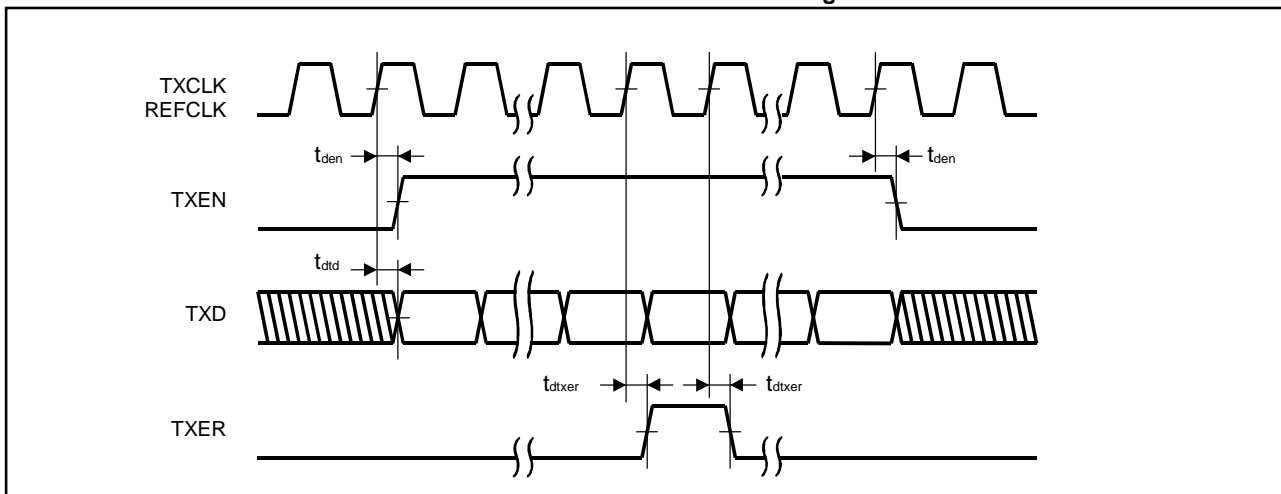 TXCLK
REFCLK
tden
tden
TXEN
tdtd
TXD
tdtxer
tdtxer
TXER